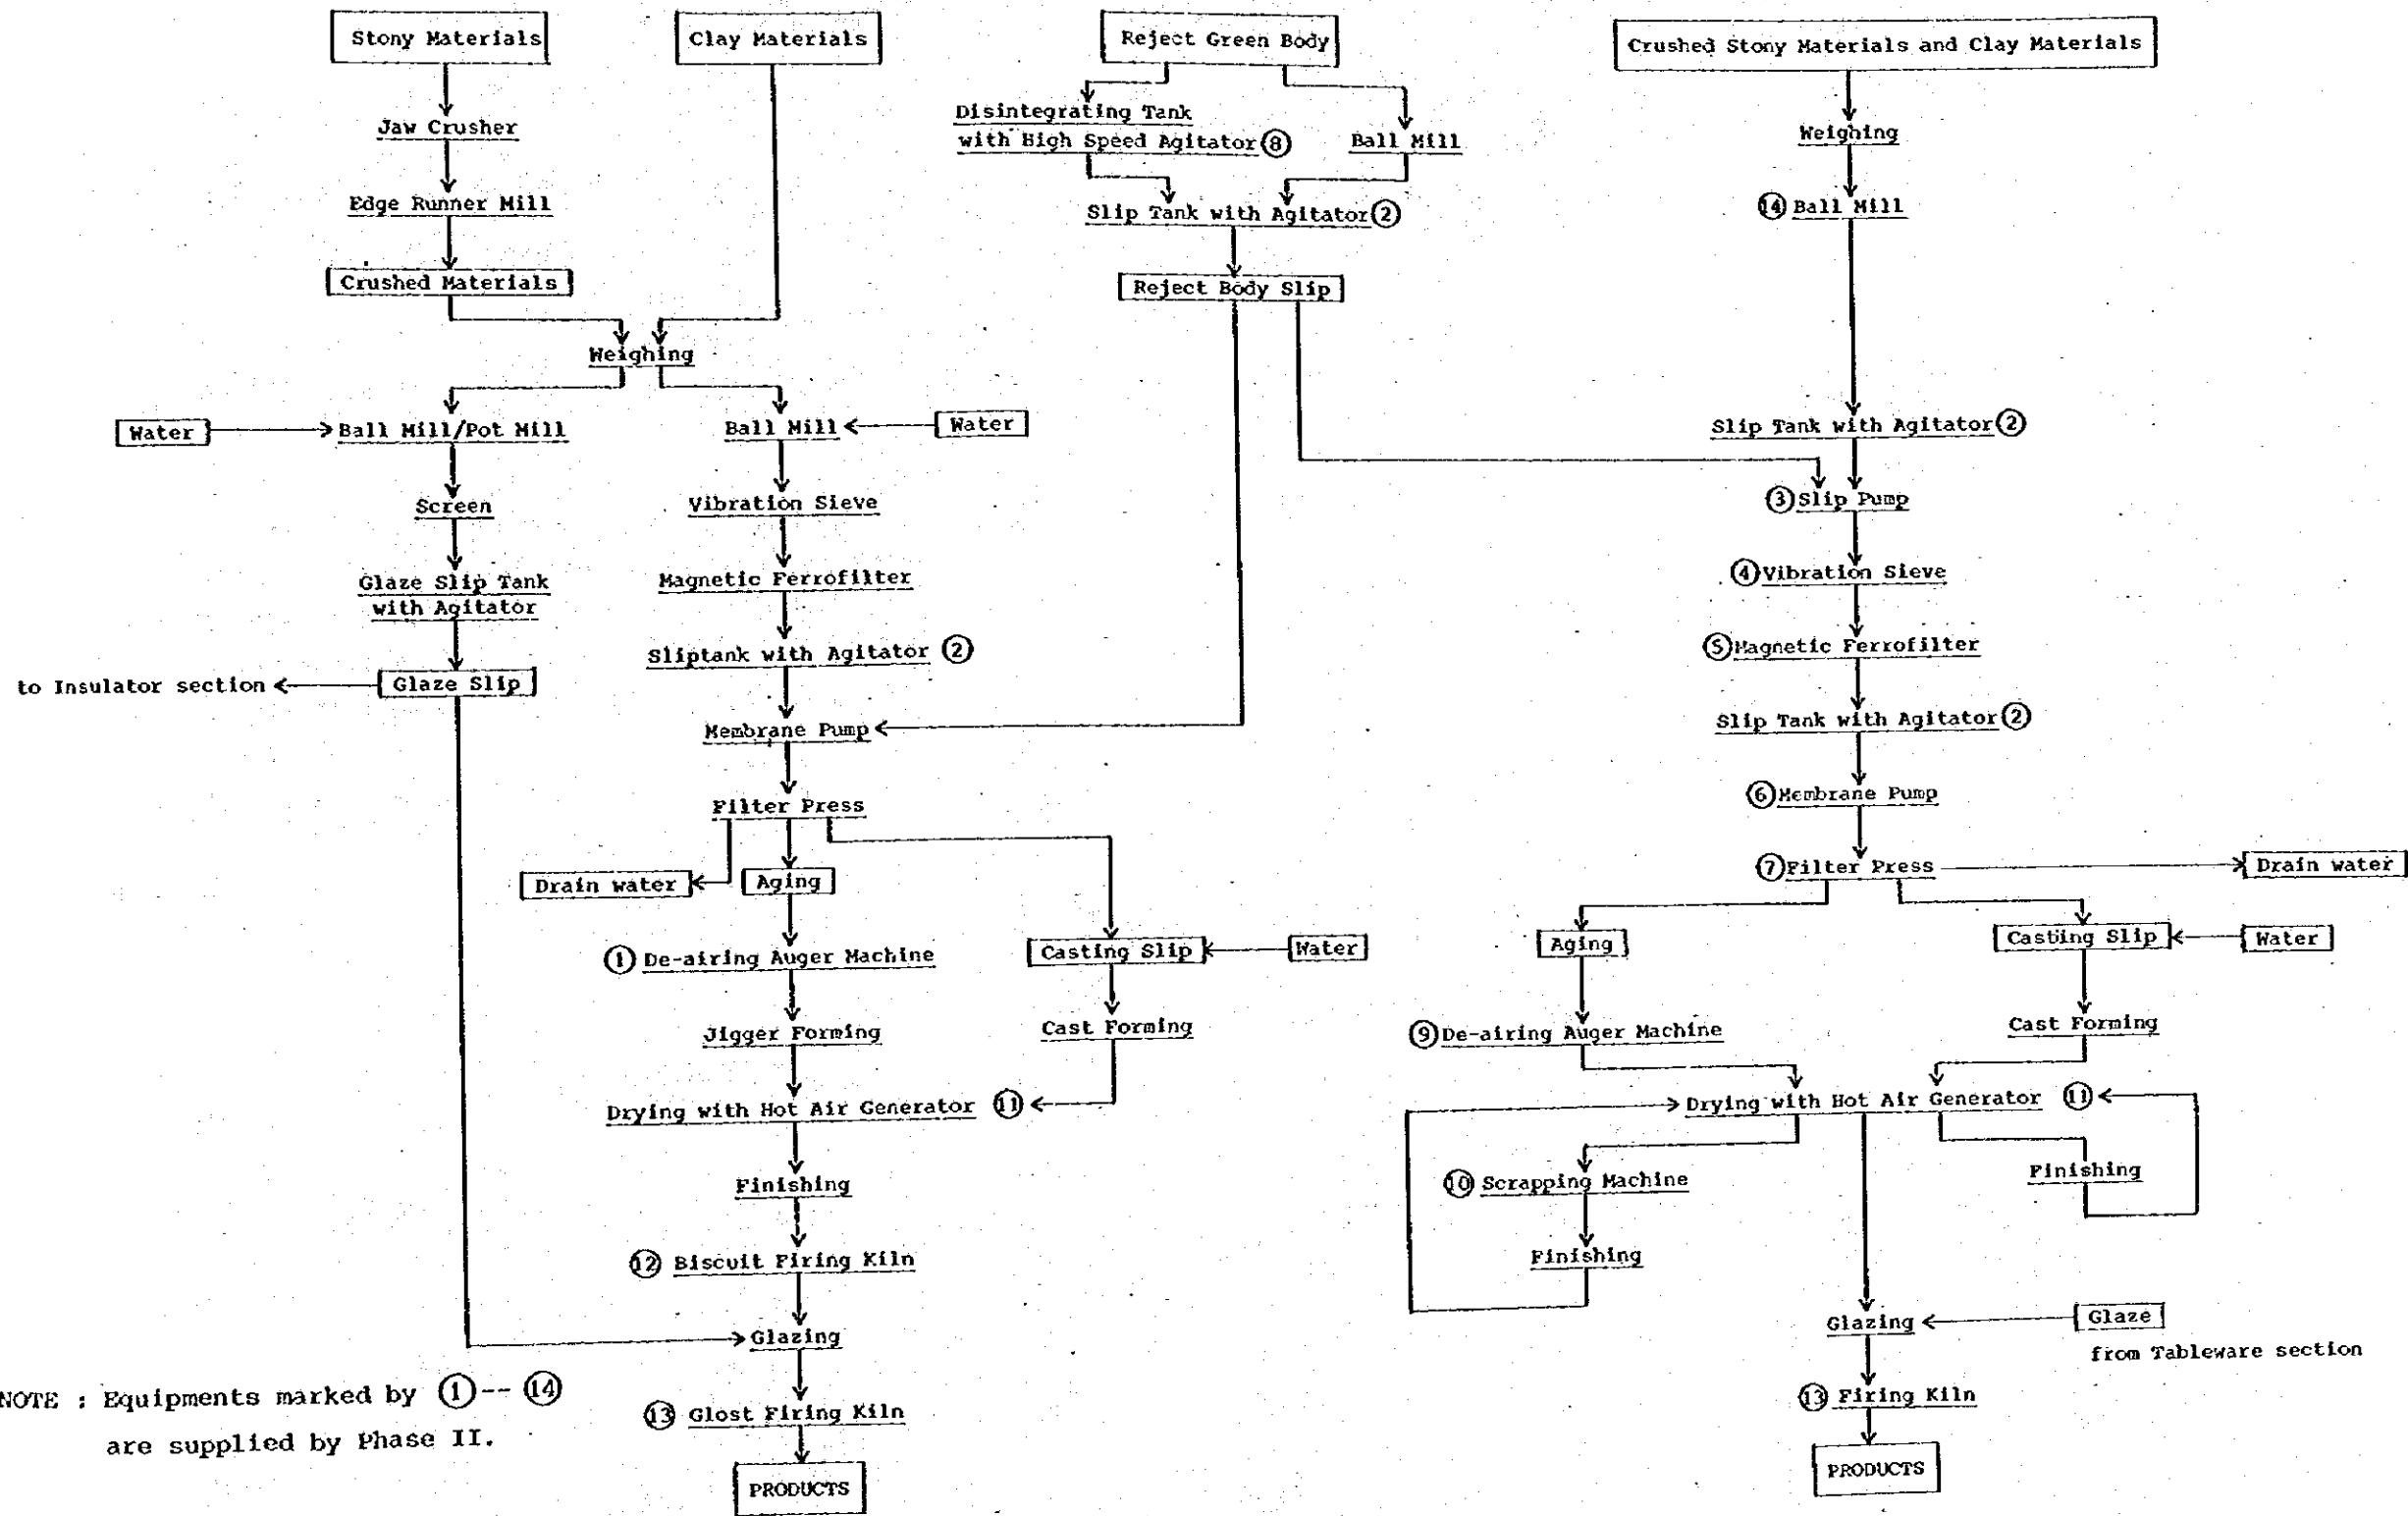 Stony Materials
Clay Materials
Reject Green Body
Crushed Stony Materials and Clay Materials
Jaw Crusher
Disintegrating Tank
with High Speed Agitator ⑧
Ball Mill
Weighing
Edge Runner Mill
Slip Tank with Agitator ②
⑭ Ball Mill
Crushed Materials
Reject Body Slip
Weighing
Water
Ball Mill/Pot Mill
Ball Mill
Water
Slip Tank with Agitator ②
Screen
Vibration Sieve
③ Slip Pump
Glaze Slip Tank
with Agitator
Magnetic Ferrofilter
④ Vibration Sieve
Sliptank with Agitator ②
⑤ Magnetic Ferrofilter
to Insulator section
Glaze Slip
Membrane Pump
Slip Tank with Agitator ②
Filter Press
⑥ Membrane Pump
Drain water
Aging
⑦ Filter Press
Drain water
① De-airing Auger Machine
Casting Slip
Water
Aging
Casting Slip
Water
Jigger Forming
Cast Forming
⑨ De-airing Auger Machine
Cast Forming
Drying with Hot Air Generator ⑪
Drying with Hot Air Generator ⑪
Finishing
⑩ Scrapping Machine
Finishing
⑫ Biscuit Firing Kiln
Finishing
Glazing
Glazing
Glaze
from Tableware section
NOTE : Equipments marked by ①-- ⑭
are supplied by Phase II.
⑬ Glost Firing Kiln
⑬ Firing Kiln
PRODUCTS
PRODUCTS